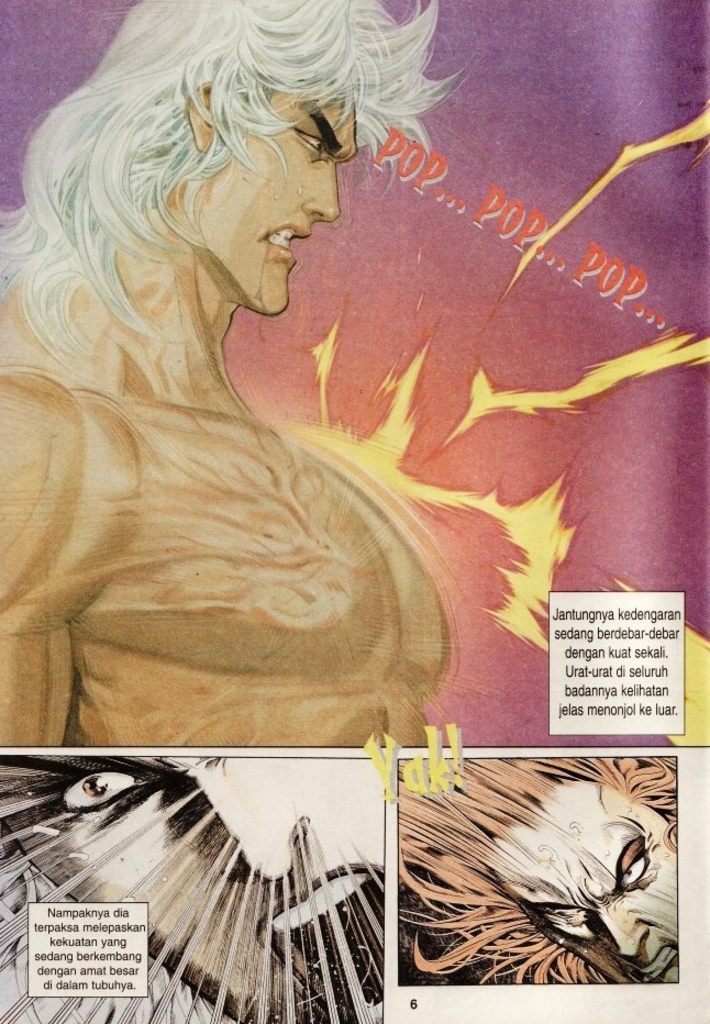 POP... POP... POP...
Jantungnya kedengaran
sedang berdebar-debar
dengan kuat sekali.
Urat-urat di seluruh
badannya kelihatan
jelas menonjol ke luar.
Yak!
Nampaknya dia
terpaksa melepaskan
kekuatan yang
sedang berkembang
dengan amat besar
di dalam tubuhnya.
6